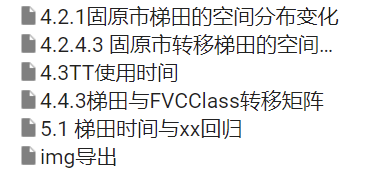 4.2.1固原市梯田的空间分布变化
4.2.4.3 固原市转移梯田的空间...
4.3TT使用时间
4.4.3梯田与FVCClass转移矩阵
5.1 梯田时间与xx回归
img导出